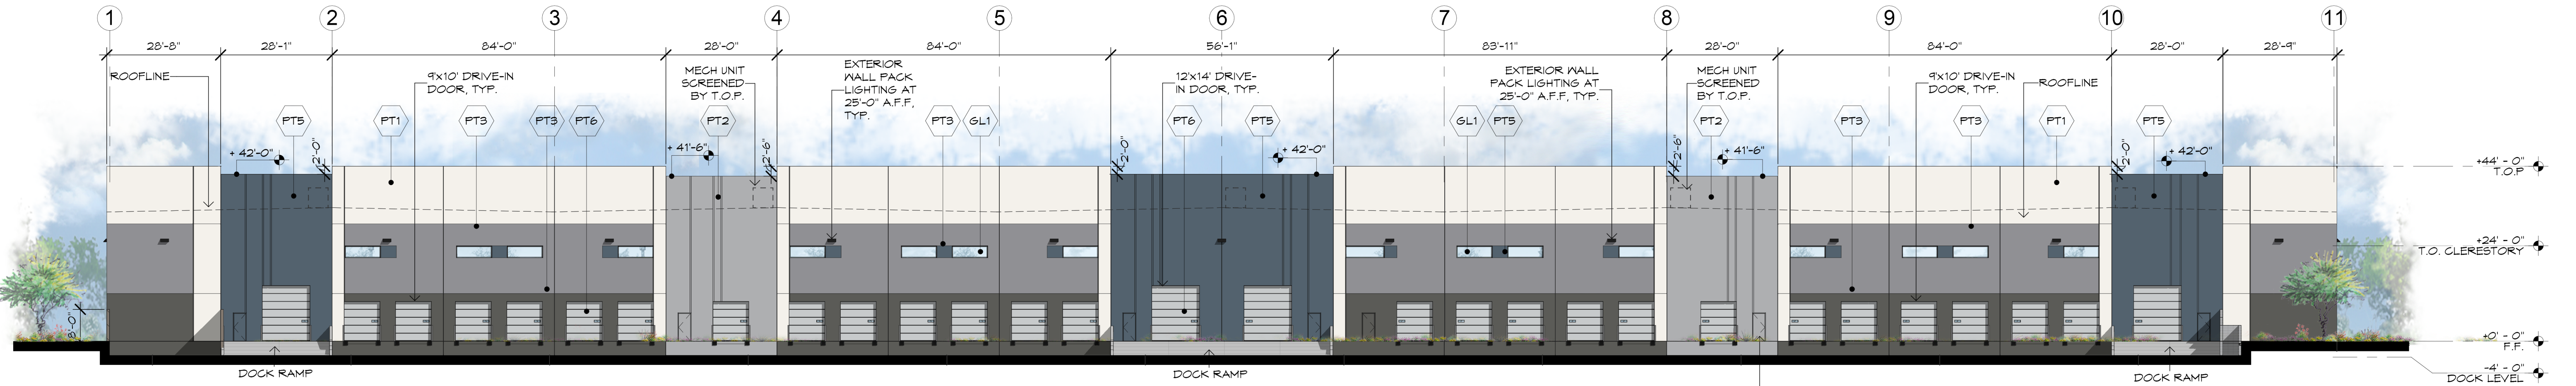 1 2 3 4 5 6 7 8 9 10 11
28'-8" 28'-1" 84'-0" 28'-0" 84'-0" 56'-1" 83'-11" 28'-0" 84'-0" 28'-0" 28'-9"
ROOFLINE
9'x10' DRIVE-IN
DOOR, TYP.
MECH UNIT
SCREENED
BY T.O.P.
EXTERIOR
WALL PACK
LIGHTING AT
25'-0" A.F.F,
TYP.
12'x14' DRIVE-
IN DOOR, TYP.
EXTERIOR WALL
PACK LIGHTING AT
25'-0" A.F.F, TYP.
MECH UNIT
SCREENED
BY T.O.P.
9'x10' DRIVE-IN
DOOR, TYP.
ROOFLINE
PT5 PT1 PT3 PT3 PT6 PT2 PT3 GL1 PT6 PT5 GL1 PT5 PT2 PT3 PT3 PT1 PT5
+ 42'-0"
2'-0"
+ 41'-6"
2'-6"
2'-0"
+ 42'-0"
2'-6"
+ 41'-6"
2'-0"
+ 42'-0"
+44' - 0"
T.O.P
+24' - 0"
T.O. CLERESTORY
8'-0"
+0' - 0"
F.F.
-4' - 0"
DOCK LEVEL
DOCK RAMP
DOCK RAMP
DOCK RAMP